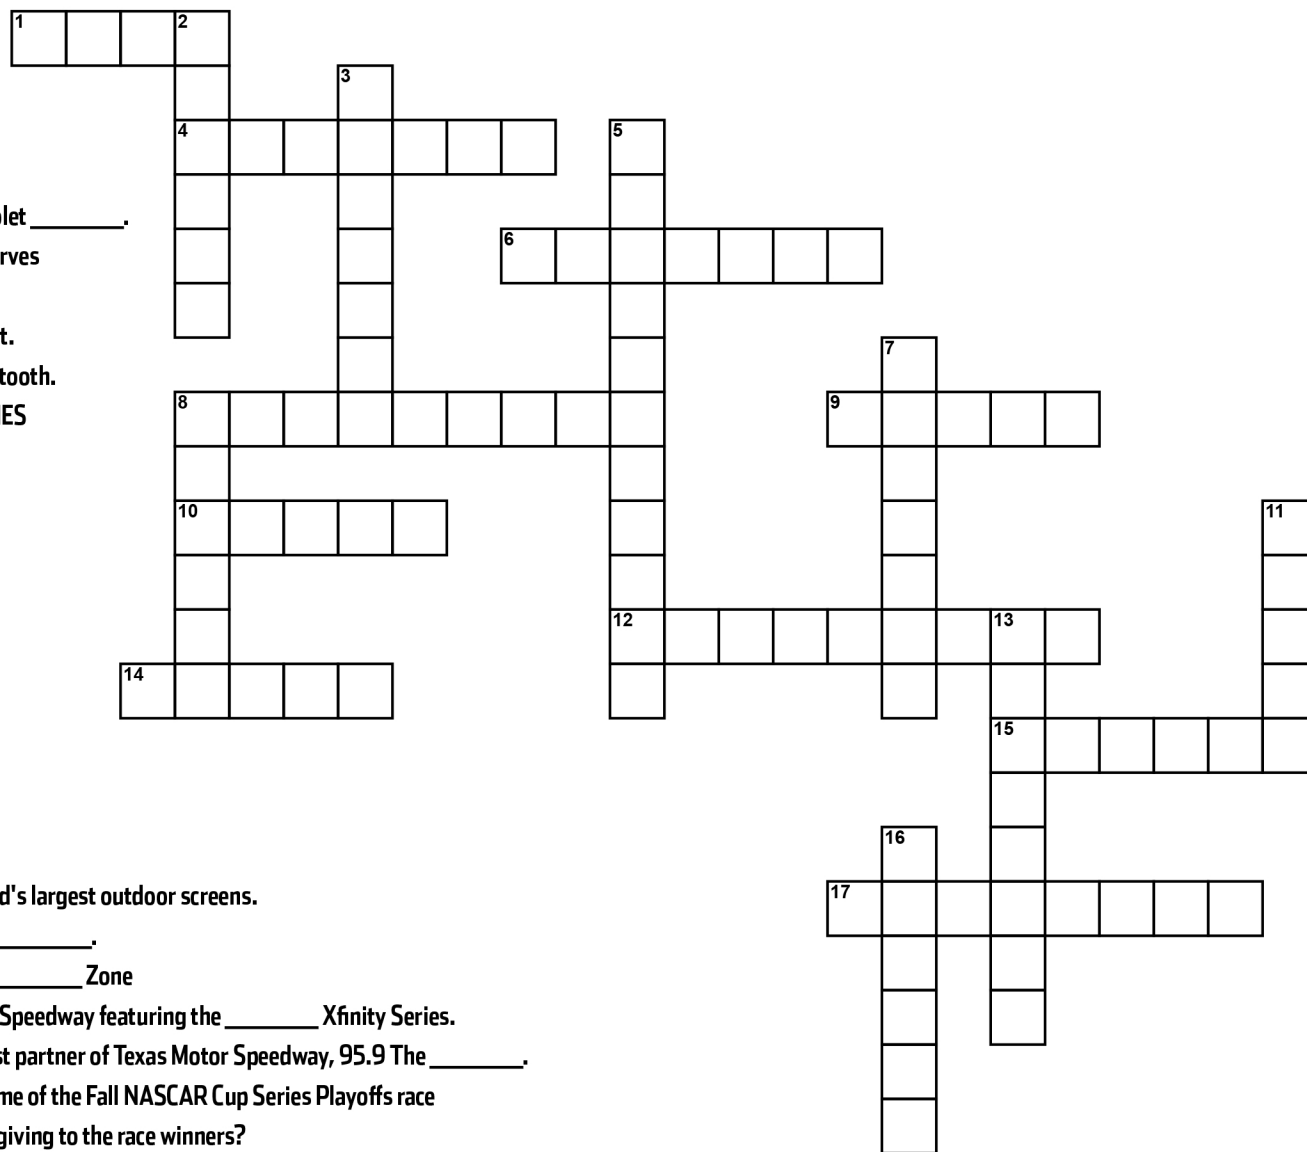 1
2
3
4
5
let ________.
rves
6
t.
7
tooth.
8
9
10
11
12
13
14
15
16
d's largest outdoor screens.
17
________.
________ Zone
Speedway featuring the ________ Xfinity Series.
st partner of Texas Motor Speedway, 95.9 The ________.
me of the Fall NASCAR Cup Series Playoffs race
giving to the race winners?